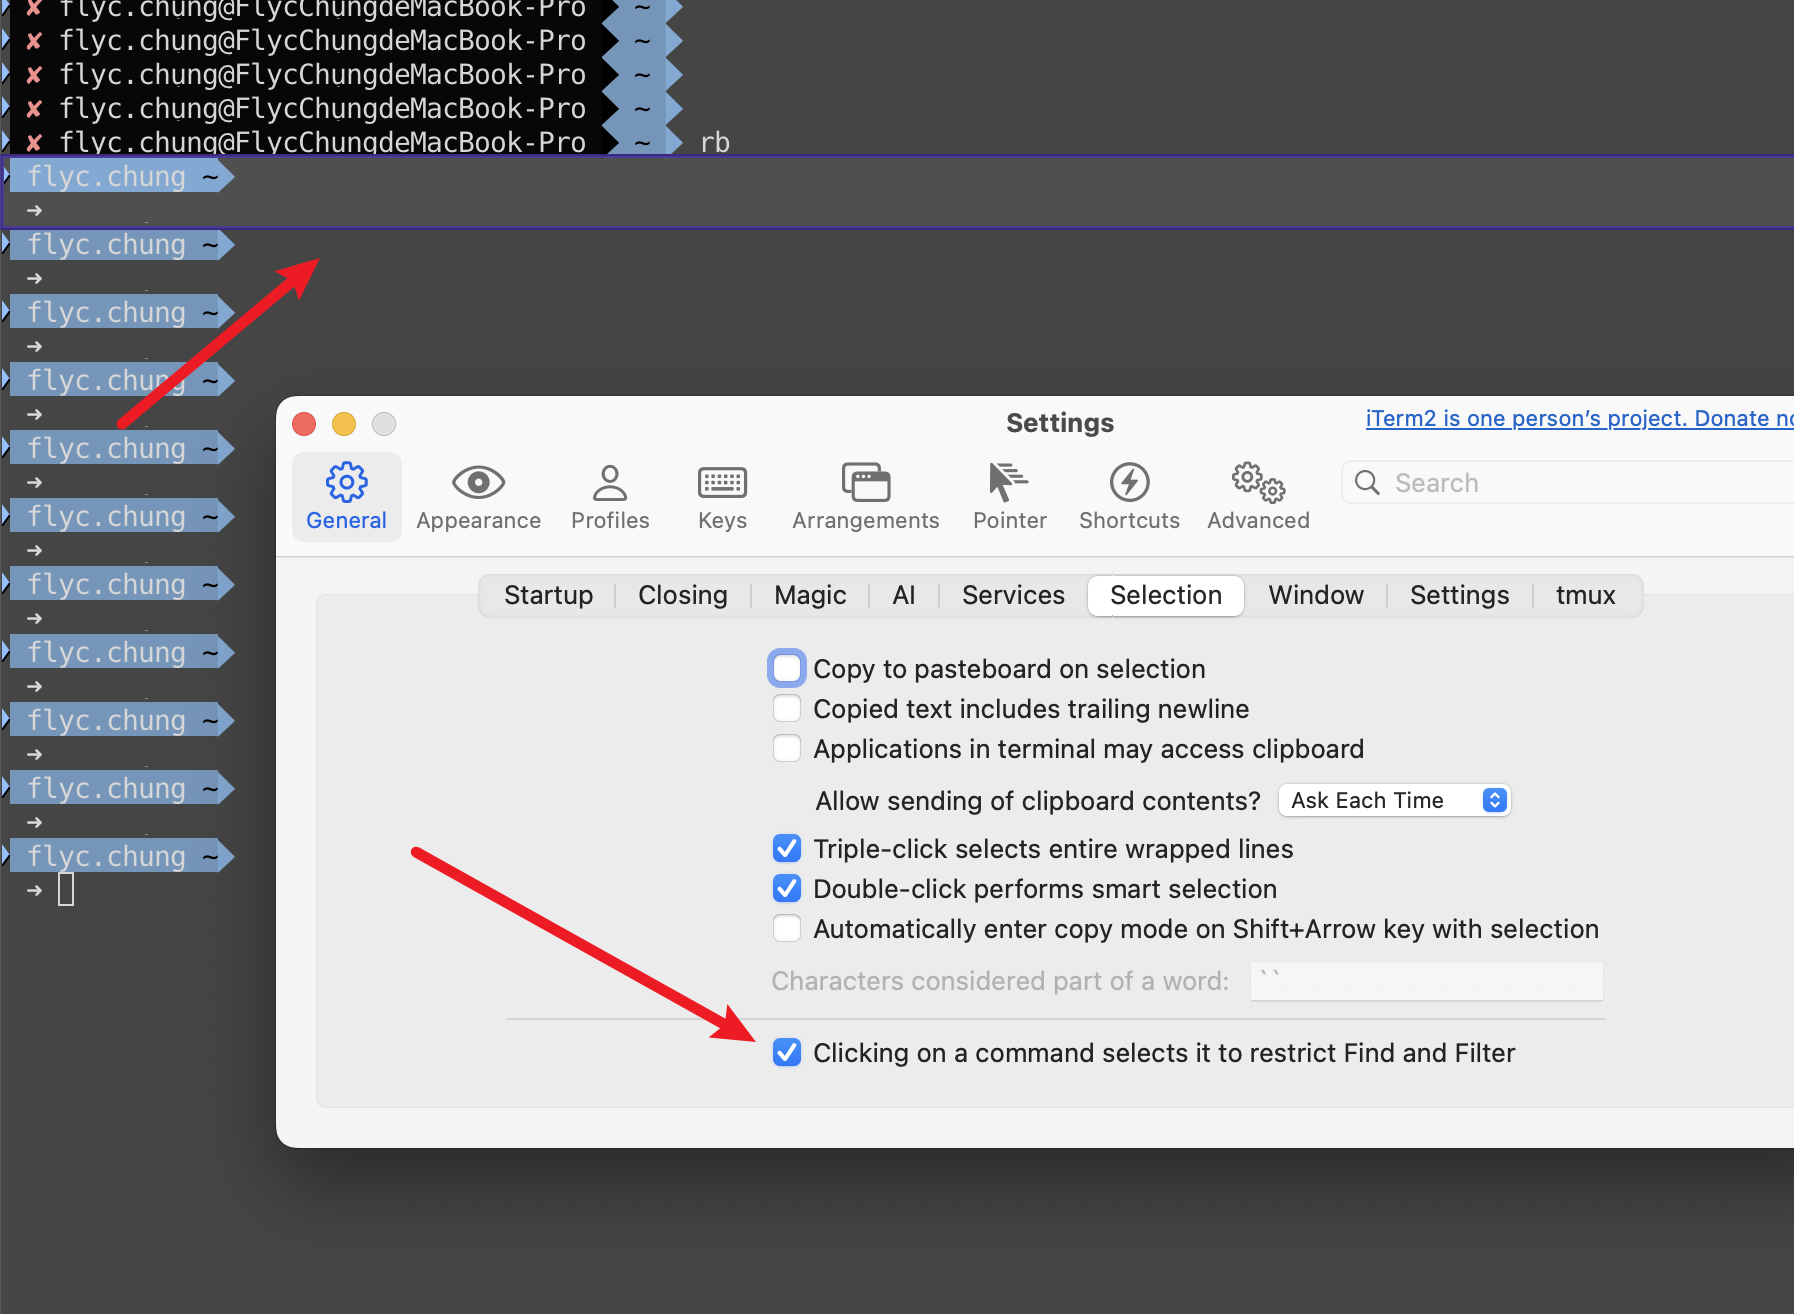 ✘ flyc.chung@FlycChungdeMacBook-Pro ~
✘ flyc.chung@FlycChungdeMacBook-Pro ~
✘ flyc.chung@FlycChungdeMacBook-Pro ~
✘ flyc.chung@FlycChungdeMacBook-Pro ~
✘ flyc.chung@FlycChungdeMacBook-Pro ~ rb
flyc.chung ~
➜
flyc.chung ~
➜
flyc.chung ~
➜
flyc.chung ~
➜
flyc.chung ~
➜
flyc.chung ~
➜
flyc.chung ~
➜
flyc.chung ~
➜
flyc.chung ~
➜
flyc.chung ~
➜
flyc.chung ~
➜
Settings
iTerm2 is one person's project. Donate
General Appearance Profiles Keys Arrangements Pointer Shortcuts Advanced Search
Startup Closing Magic AI Services Selection Window Settings tmux
Copy to pasteboard on selection
Copied text includes trailing newline
Applications in terminal may access clipboard
Allow sending of clipboard contents? Ask Each Time
Triple-click selects entire wrapped lines
Double-click performs smart selection
Automatically enter copy mode on Shift+Arrow key with selection
Characters considered part of a word: ``
Clicking on a command selects it to restrict Find and Filter